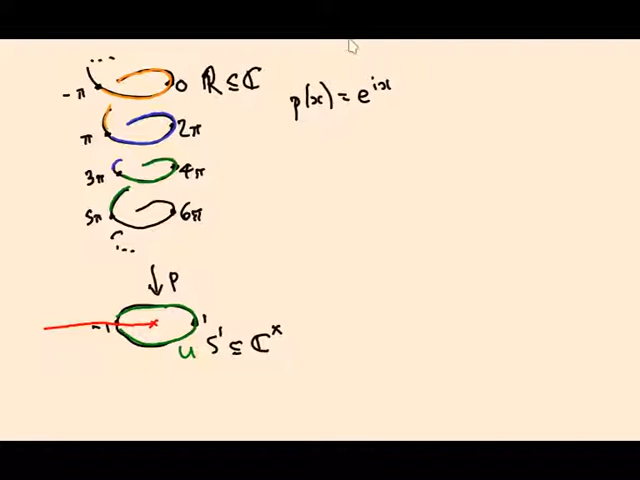 ...
-π 0 ℝ ⊆ ℂ p(x) = e^{ix}
π 2π
3π 4π
5π 6π
...
↓ p
-1 1
U S¹ ⊆ ℂ^×